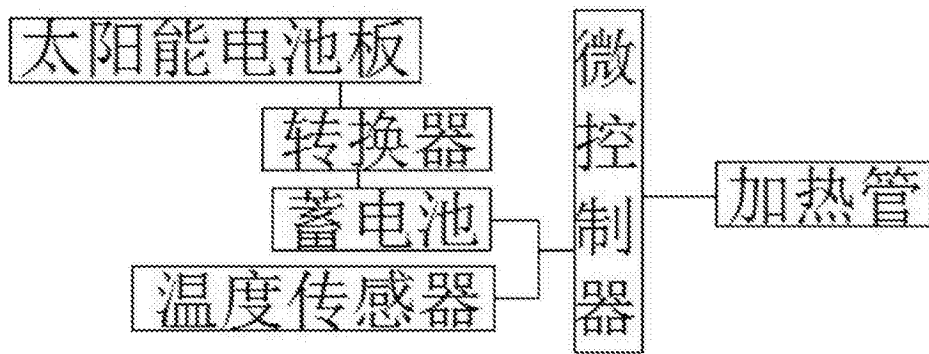 太阳能电池板
转换器
蓄电池
温度传感器
微控制器
加热管